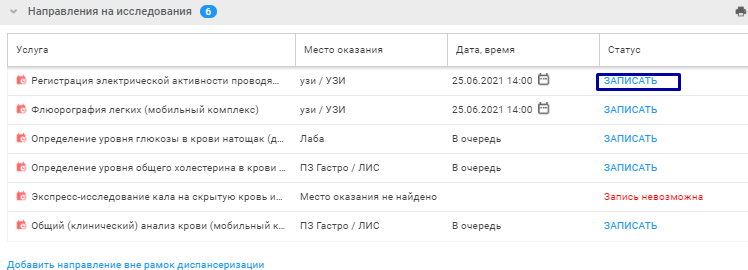 Направления на исследования 6
Услуга Место оказания Дата, время Статус
Регистрация электрической активности проводя... узи / УЗИ 25.06.2021 14:00 ЗАПИСАТЬ
Флюорография легких (мобильный комплекс) узи / УЗИ 25.06.2021 14:00 ЗАПИСАТЬ
Определение уровня глюкозы в крови натощак (д... Лаба В очередь ЗАПИСАТЬ
Определение уровня общего холестерина в крови ... ПЗ Гастро / ЛИС В очередь ЗАПИСАТЬ
Экспресс-исследование кала на скрытую кровь и... Место оказания не найдено Запись невозможна
Общий (клинический) анализ крови (мобильный к... ПЗ Гастро / ЛИС В очередь ЗАПИСАТЬ
Добавить направление вне рамок диспансеризации